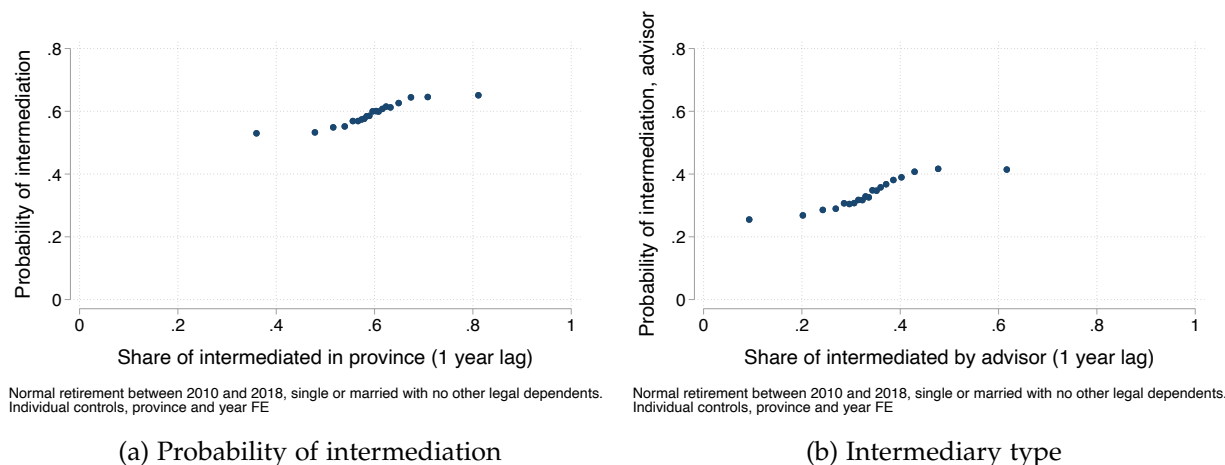 Probability of intermediation
.8
.6
.4
.2
0
0 .2 .4 .6 .8 1
Share of intermediated in province (1 year lag)
Normal retirement between 2010 and 2018, single or married with no other legal dependents.
Individual controls, province and year FE
(a) Probability of intermediation
Probability of intermediation, advisor
.8
.6
.4
.2
0
0 .2 .4 .6 .8 1
Share of intermediated by advisor (1 year lag)
Normal retirement between 2010 and 2018, single or married with no other legal dependents.
Individual controls, province and year FE
(b) Intermediary type